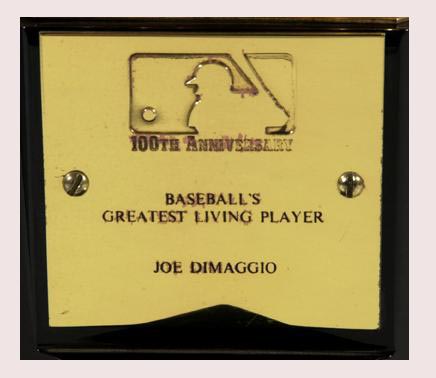 100TH ANNIVERSARY
BASEBALL'S
GREATEST LIVING PLAYER
JOE DIMAGGIO